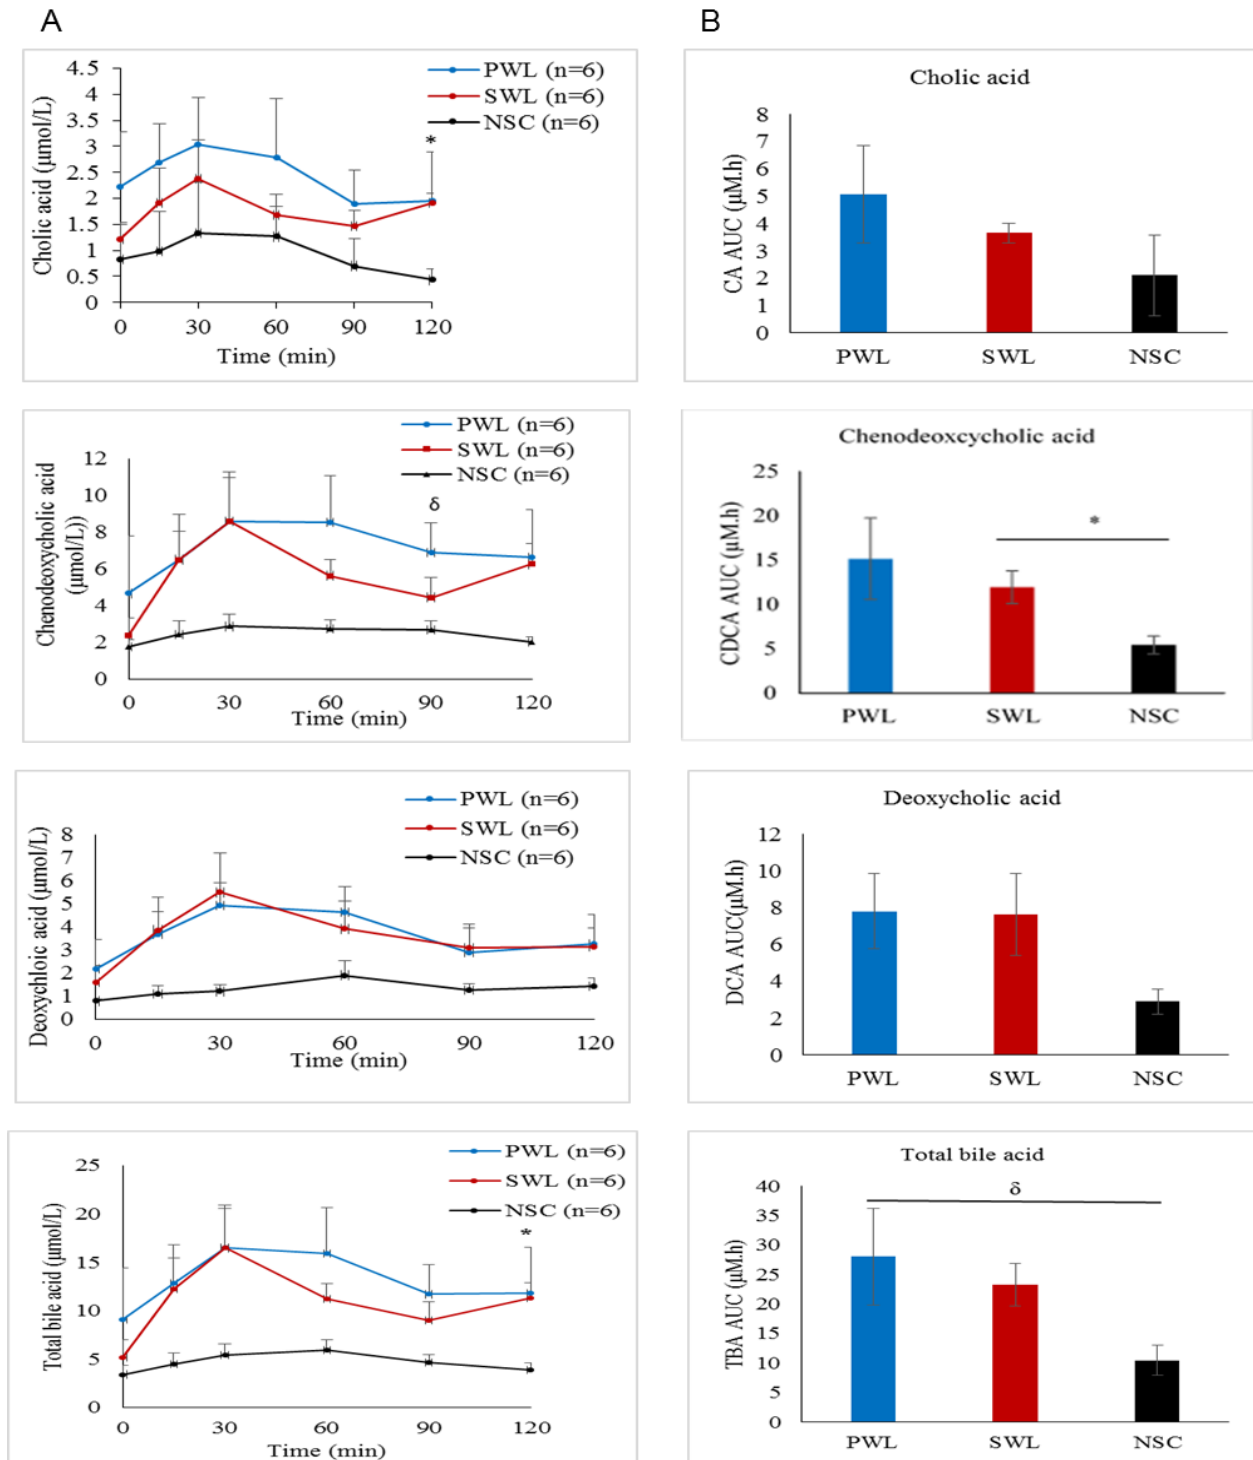 A
B
4.5
4
3.5
3
2.5
2
1.5
1
0.5
0
Cholic acid (µmol/L)
PWL (n=6)
SWL (n=6)
NSC (n=6)
*
0 30 60 90 120
Time (min)
Cholic acid
8
7
6
5
4
3
2
1
0
CA AUC (µM.h)
PWL SWL NSC
PWL (n=6)
SWL (n=6)
NSC (n=6)
12
10
8
6
4
2
0
Chenodeoxycholic acid
(µmol/L))
δ
0 30 60 90 120
Time (min)
Chenodeoxcycholic acid
25
20
15
10
5
0
CDCA AUC (µM.h)
*
PWL SWL NSC
PWL (n=6)
SWL (n=6)
NSC (n=6)
8
7
6
5
4
3
2
1
0
Deoxychloic acid (µmol/L)
0 30 60 90 120
Time (min)
Deoxycholic acid
12
10
8
6
4
2
0
DCA AUC(µM.h)
PWL SWL NSC
PWL (n=6)
SWL (n=6)
NSC (n=6)
25
20
15
10
5
0
Total bile acid (µmol/L)
*
0 30 60 90 120
Time (min)
Total bile acid
40
35
30
25
20
15
10
5
0
TBA AUC (µM.h)
δ
PWL SWL NSC